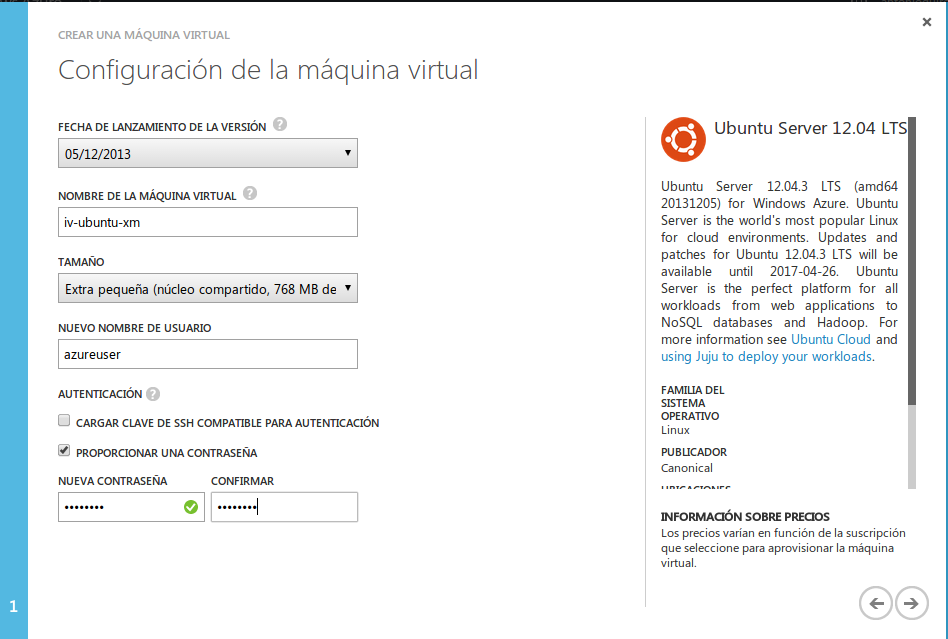 CREAR UNA MÁQUINA VIRTUAL
Configuración de la máquina virtual
FECHA DE LANZAMIENTO DE LA VERSIÓN ?
05/12/2013
NOMBRE DE LA MÁQUINA VIRTUAL ?
iv-ubuntu-xm
TAMAÑO
Extra pequeña (núcleo compartido, 768 MB de
NUEVO NOMBRE DE USUARIO
azureuser
AUTENTICACIÓN ?
CARGAR CLAVE DE SSH COMPATIBLE PARA AUTENTICACIÓN
PROPORCIONAR UNA CONTRASEÑA
NUEVA CONTRASEÑA CONFIRMAR
•••••••• ••••••••
1
Ubuntu Server 12.04 LTS
Ubuntu Server 12.04.3 LTS (amd64
20131205) for Windows Azure. Ubuntu
Server is the world's most popular Linux
for cloud environments. Updates and
patches for Ubuntu 12.04.3 LTS will be
available until 2017-04-26. Ubuntu
Server is the perfect platform for all
workloads from web applications to
NoSQL databases and Hadoop. For
more information see Ubuntu Cloud and
using Juju to deploy your workloads.
FAMILIA DEL
SISTEMA
OPERATIVO
Linux
PUBLICADOR
Canonical
UBICACIONES
INFORMACIÓN SOBRE PRECIOS
Los precios varían en función de la suscripción
que seleccione para aprovisionar la máquina
virtual.